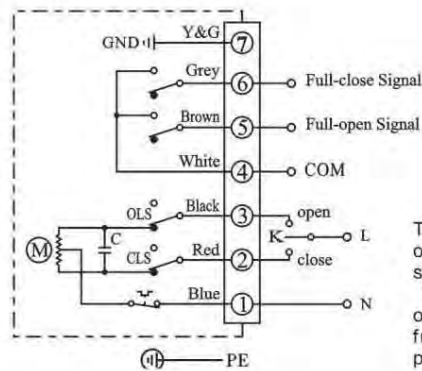 GND Y&G ⑦
Grey ⑥ Full-close Signal
Brown ⑤ Full-open Signal
White ④ COM
OLS Black ③ open
M C K L
CLS Red ② close
Blue ① N
PE